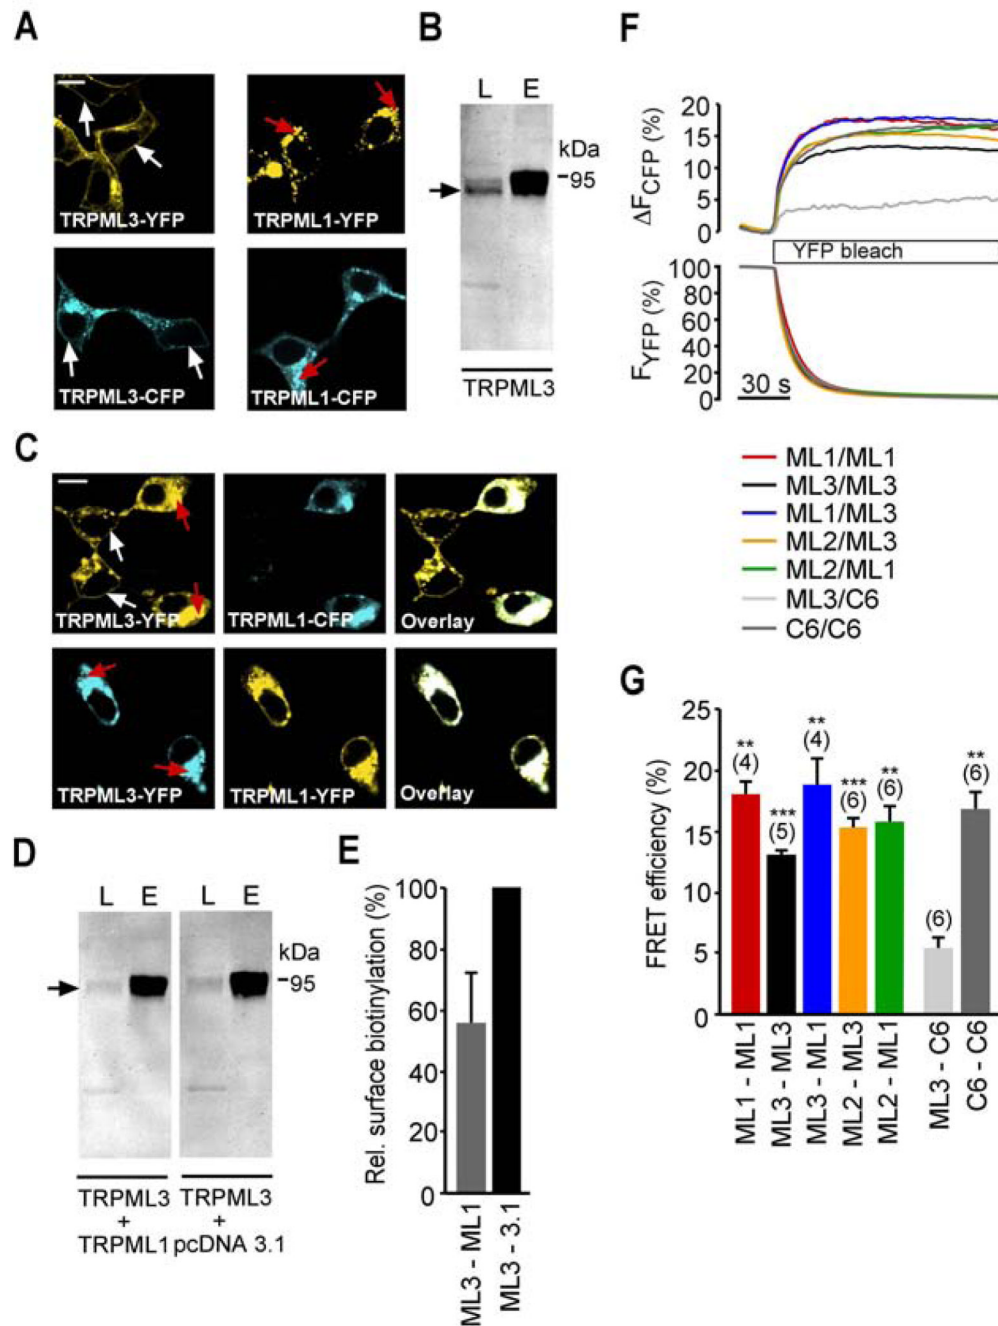 A
TRPML3-YFP
TRPML1-YFP
TRPML3-CFP
TRPML1-CFP
B
L E
kDa
95
TRPML3
C
TRPML3-YFP
TRPML1-CFP
Overlay
TRPML3-YFP
TRPML1-YFP
Overlay
D
L E L E
kDa
95
TRPML3
+
TRPML1
TRPML3
+
pcDNA 3.1
E
Rel. surface biotinylation (%)
100
80
60
40
20
0
ML3 - ML1
ML3 - 3.1
F
ΔFCFP (%)
20
15
10
5
0
YFP bleach
FYFP (%)
100
80
60
40
20
0
30 s
ML1/ML1
ML3/ML3
ML1/ML3
ML2/ML3
ML2/ML1
ML3/C6
C6/C6
G
FRET efficiency (%)
25
20
15
10
5
0
**
(4)
***
(5)
**
(4)
***
(6)
**
(6)
(6)
**
(6)
ML1 - ML1
ML3 - ML3
ML3 - ML1
ML2 - ML3
ML2 - ML1
ML3 - C6
C6 - C6